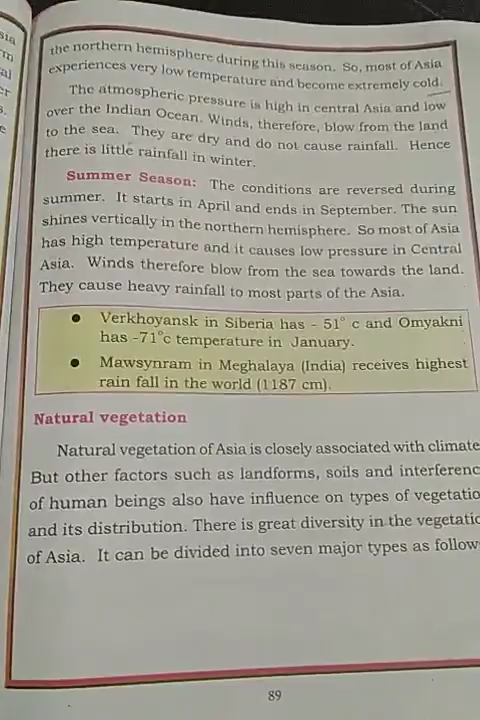 the northern hemisphere during this season. So, most of Asia
experiences very low temperature and become extremely cold.
The atmospheric pressure is high in central Asia and low
over the Indian Ocean. Winds, therefore, blow from the land
to the sea. They are dry and do not cause rainfall. Hence
there is little rainfall in winter.
Summer Season: The conditions are reversed during
summer. It starts in April and ends in September. The sun
shines vertically in the northern hemisphere. So most of Asia
has high temperature and it causes low pressure in Central
Asia. Winds therefore blow from the sea towards the land.
They cause heavy rainfall to most parts of the Asia.
• Verkhoyansk in Siberia has - 51° c and Omyakni
has -71°c temperature in January.
• Mawsynram in Meghalaya (India) receives highest
rain fall in the world (1187 cm).
Natural vegetation
Natural vegetation of Asia is closely associated with climate
But other factors such as landforms, soils and interferenc
of human beings also have influence on types of vegetatio
and its distribution. There is great diversity in the vegetatic
of Asia. It can be divided into seven major types as follow
89